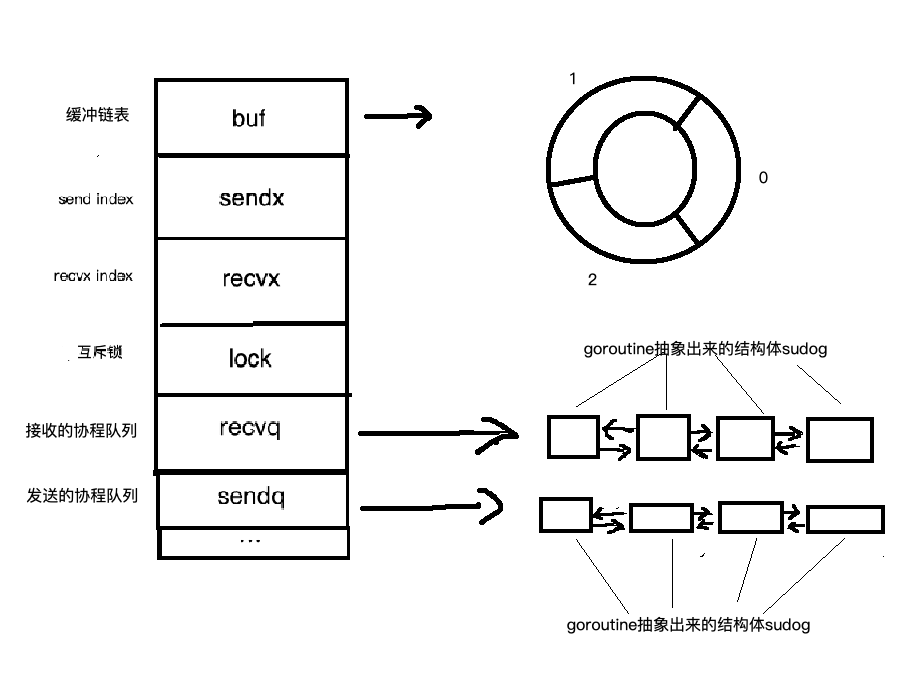 缓冲链表
buf
send index
sendx
recvx index
recvx
互斥锁
lock
接收的协程队列
recvq
发送的协程队列
sendq
...
1
0
2
goroutine抽象出来的结构体sudog
goroutine抽象出来的结构体sudog